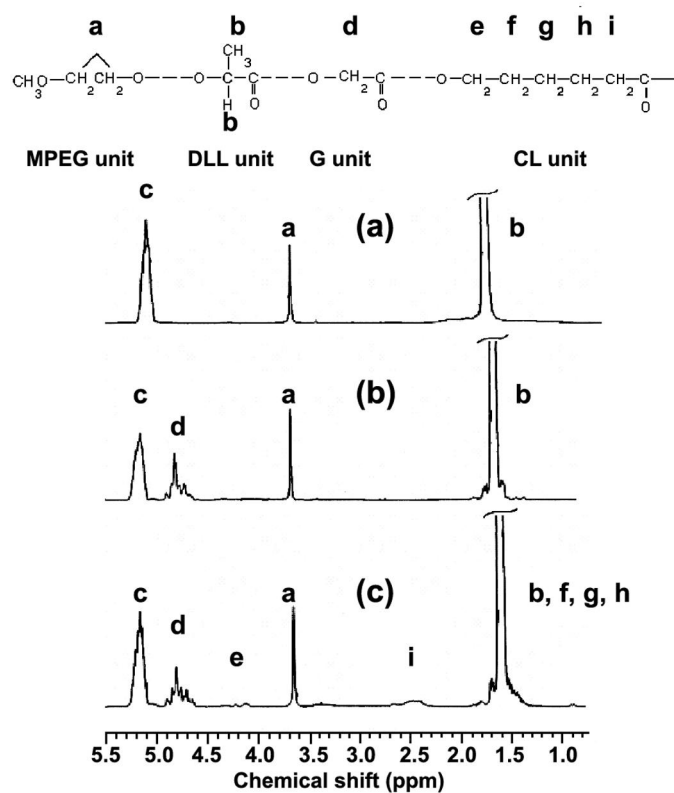 a b d e f g h i
CH₃
CH₃O—CH₂CH₂—O−−−−O—C—C−−−−O—CH₂C−−−−O—CH₂—CH₂—CH₂—CH₂—CH₂—C—
H O O O
b
MPEG unit DLL unit G unit CL unit
c a (a) b
c d a (b) b
c d e a (c) i b, f, g, h
5.5 5.0 4.5 4.0 3.5 3.0 2.5 2.0 1.5 1.0
Chemical shift (ppm)